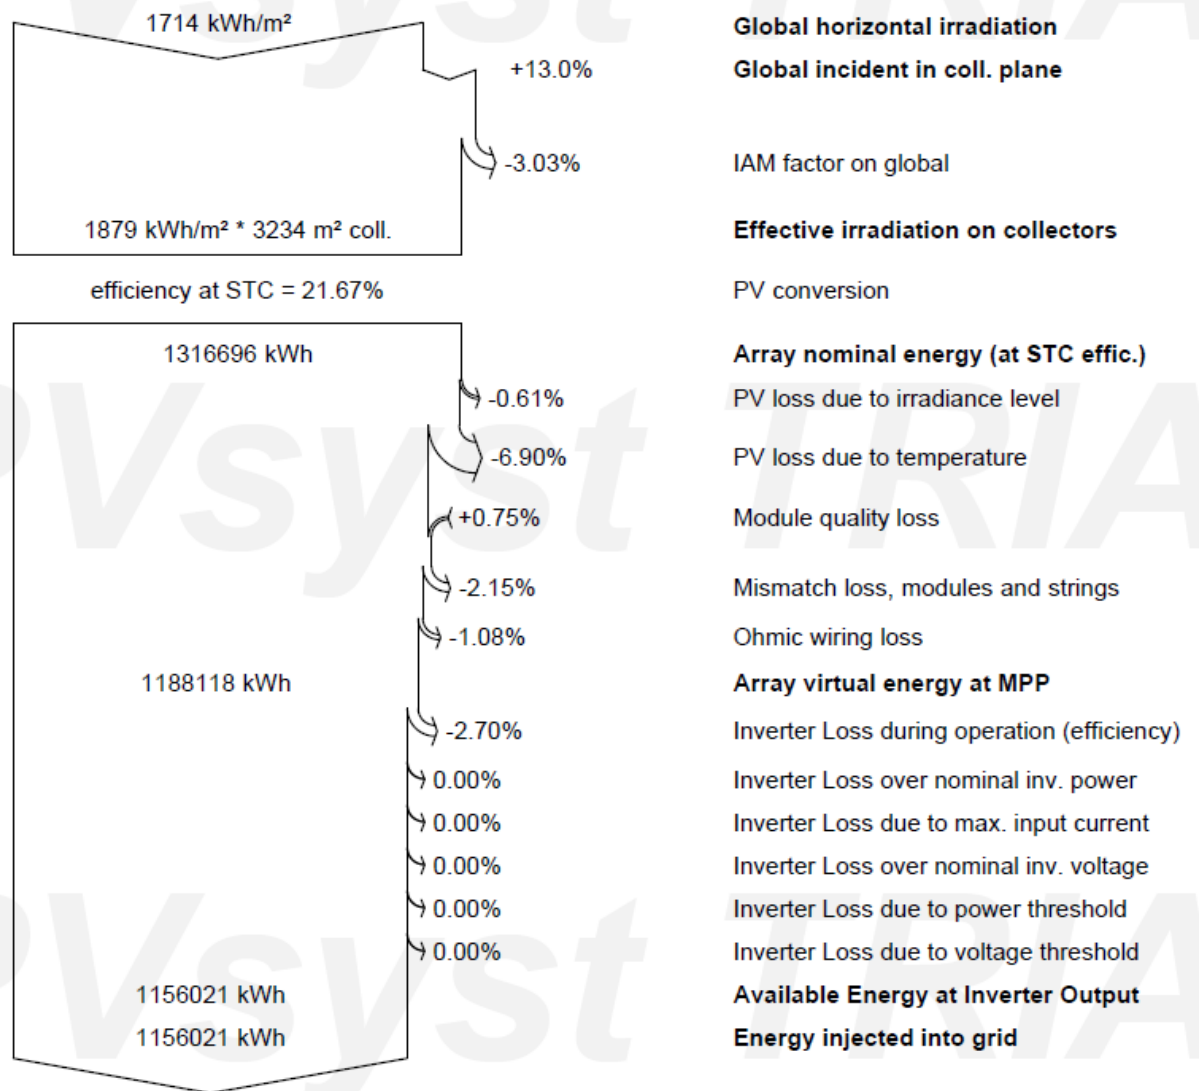 1714 kWh/m² Global horizontal irradiation
+13.0% Global incident in coll. plane
-3.03% IAM factor on global
1879 kWh/m² * 3234 m² coll. Effective irradiation on collectors
efficiency at STC = 21.67% PV conversion
1316696 kWh Array nominal energy (at STC effic.)
-0.61% PV loss due to irradiance level
-6.90% PV loss due to temperature
+0.75% Module quality loss
-2.15% Mismatch loss, modules and strings
-1.08% Ohmic wiring loss
1188118 kWh Array virtual energy at MPP
-2.70% Inverter Loss during operation (efficiency)
0.00% Inverter Loss over nominal inv. power
0.00% Inverter Loss due to max. input current
0.00% Inverter Loss over nominal inv. voltage
0.00% Inverter Loss due to power threshold
0.00% Inverter Loss due to voltage threshold
1156021 kWh Available Energy at Inverter Output
1156021 kWh Energy injected into grid
PVsyst TRIA
PVsyst TRIA
PVsyst TRIA